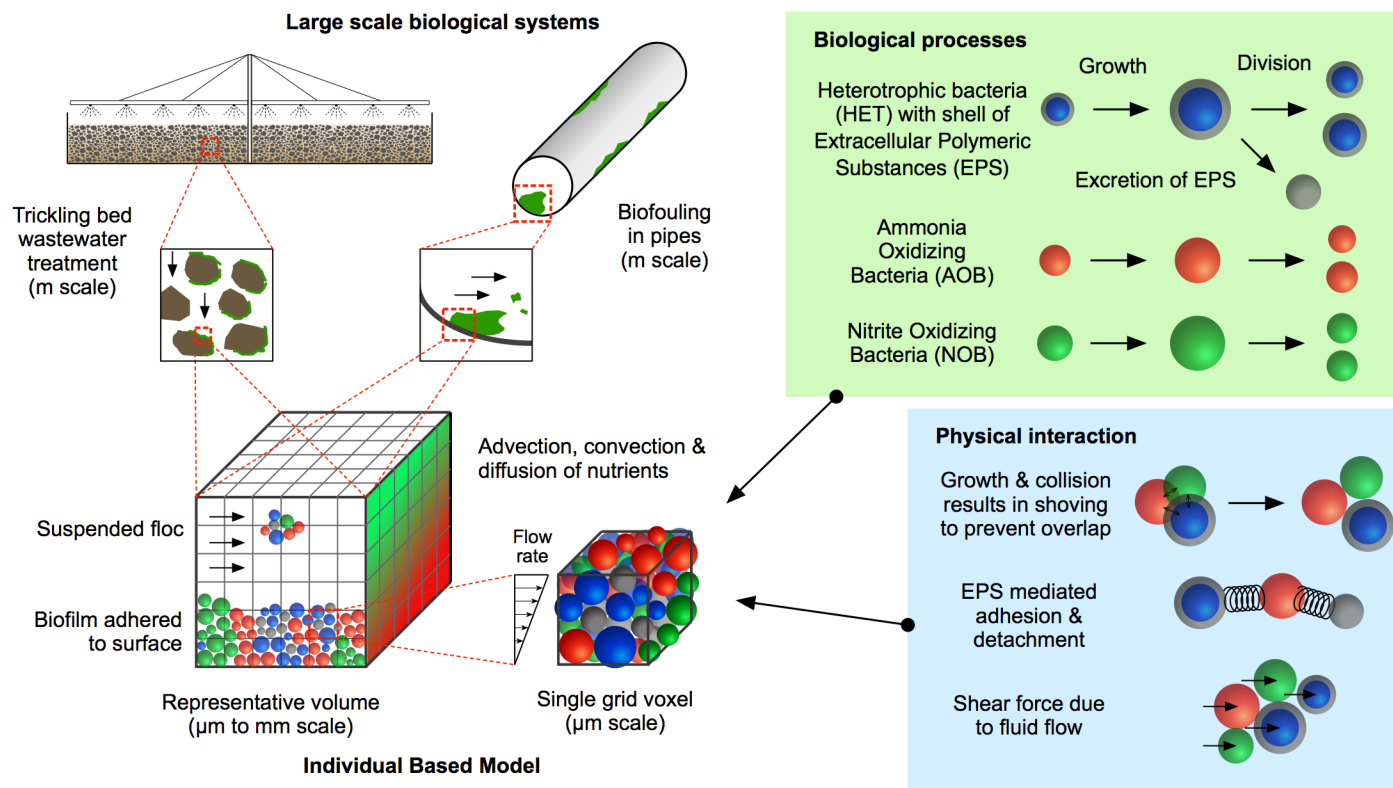 Large scale biological systems
Trickling bed
wastewater
treatment
(m scale)
Biofouling
in pipes
(m scale)
Suspended floc
Biofilm adhered
to surface
Advection, convection &
diffusion of nutrients
Flow
rate
Representative volume
(µm to mm scale)
Single grid voxel
(µm scale)
Individual Based Model
Biological processes
Heterotrophic bacteria
(HET) with shell of
Extracellular Polymeric
Substances (EPS)
Growth
Division
Excretion of EPS
Ammonia
Oxidizing
Bacteria (AOB)
Nitrite Oxidizing
Bacteria (NOB)
Physical interaction
Growth & collision
results in shoving
to prevent overlap
EPS mediated
adhesion &
detachment
Shear force due
to fluid flow